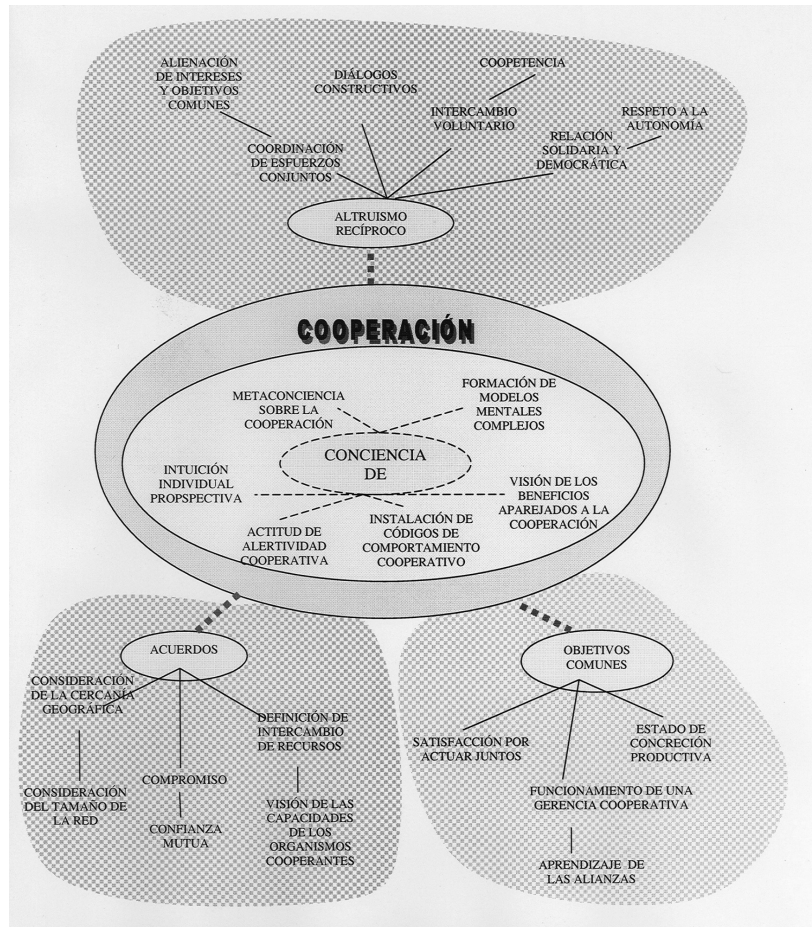 ALIENACIÓN
DE INTERESES
Y OBJETIVOS
COMUNES
DIÁLOGOS
CONSTRUCTIVOS
COOPETENCIA
INTERCAMBIO
VOLUNTARIO
RESPETO A LA
AUTONOMÍA
RELACIÓN
SOLIDARIA Y
DEMOCRÁTICA
COORDINACIÓN
DE ESFUERZOS
CONJUNTOS
ALTRUISMO
RECÍPROCO
COOPERACIÓN
METACONCIENCIA
SOBRE LA
COOPERACIÓN
FORMACIÓN DE
MODELOS
MENTALES
COMPLEJOS
CONCIENCIA
DE
INTUICIÓN
INDIVIDUAL
PROPSPECTIVA
VISIÓN DE LOS
BENEFICIOS
APAREJADOS A LA
COOPERACIÓN
ACTITUD DE
ALERTIVIDAD
COOPERATIVA
INSTALACIÓN DE
CÓDIGOS DE
COMPORTAMIENTO
COOPERATIVO
ACUERDOS
CONSIDERACIÓN
DE LA CERCANÍA
GEOGRÁFICA
DEFINICIÓN DE
INTERCAMBIO
DE RECURSOS
CONSIDERACIÓN
DEL TAMAÑO DE
LA RED
COMPROMISO
CONFIANZA
MUTUA
VISIÓN DE LAS
CAPACIDADES
DE LOS
ORGANISMOS
COOPERANTES
OBJETIVOS
COMUNES
SATISFACCIÓN POR
ACTUAR JUNTOS
ESTADO DE
CONCRECIÓN
PRODUCTIVA
FUNCIONAMIENTO DE UNA
GERENCIA COOPERATIVA
APRENDIZAJE DE
LAS ALIANZAS